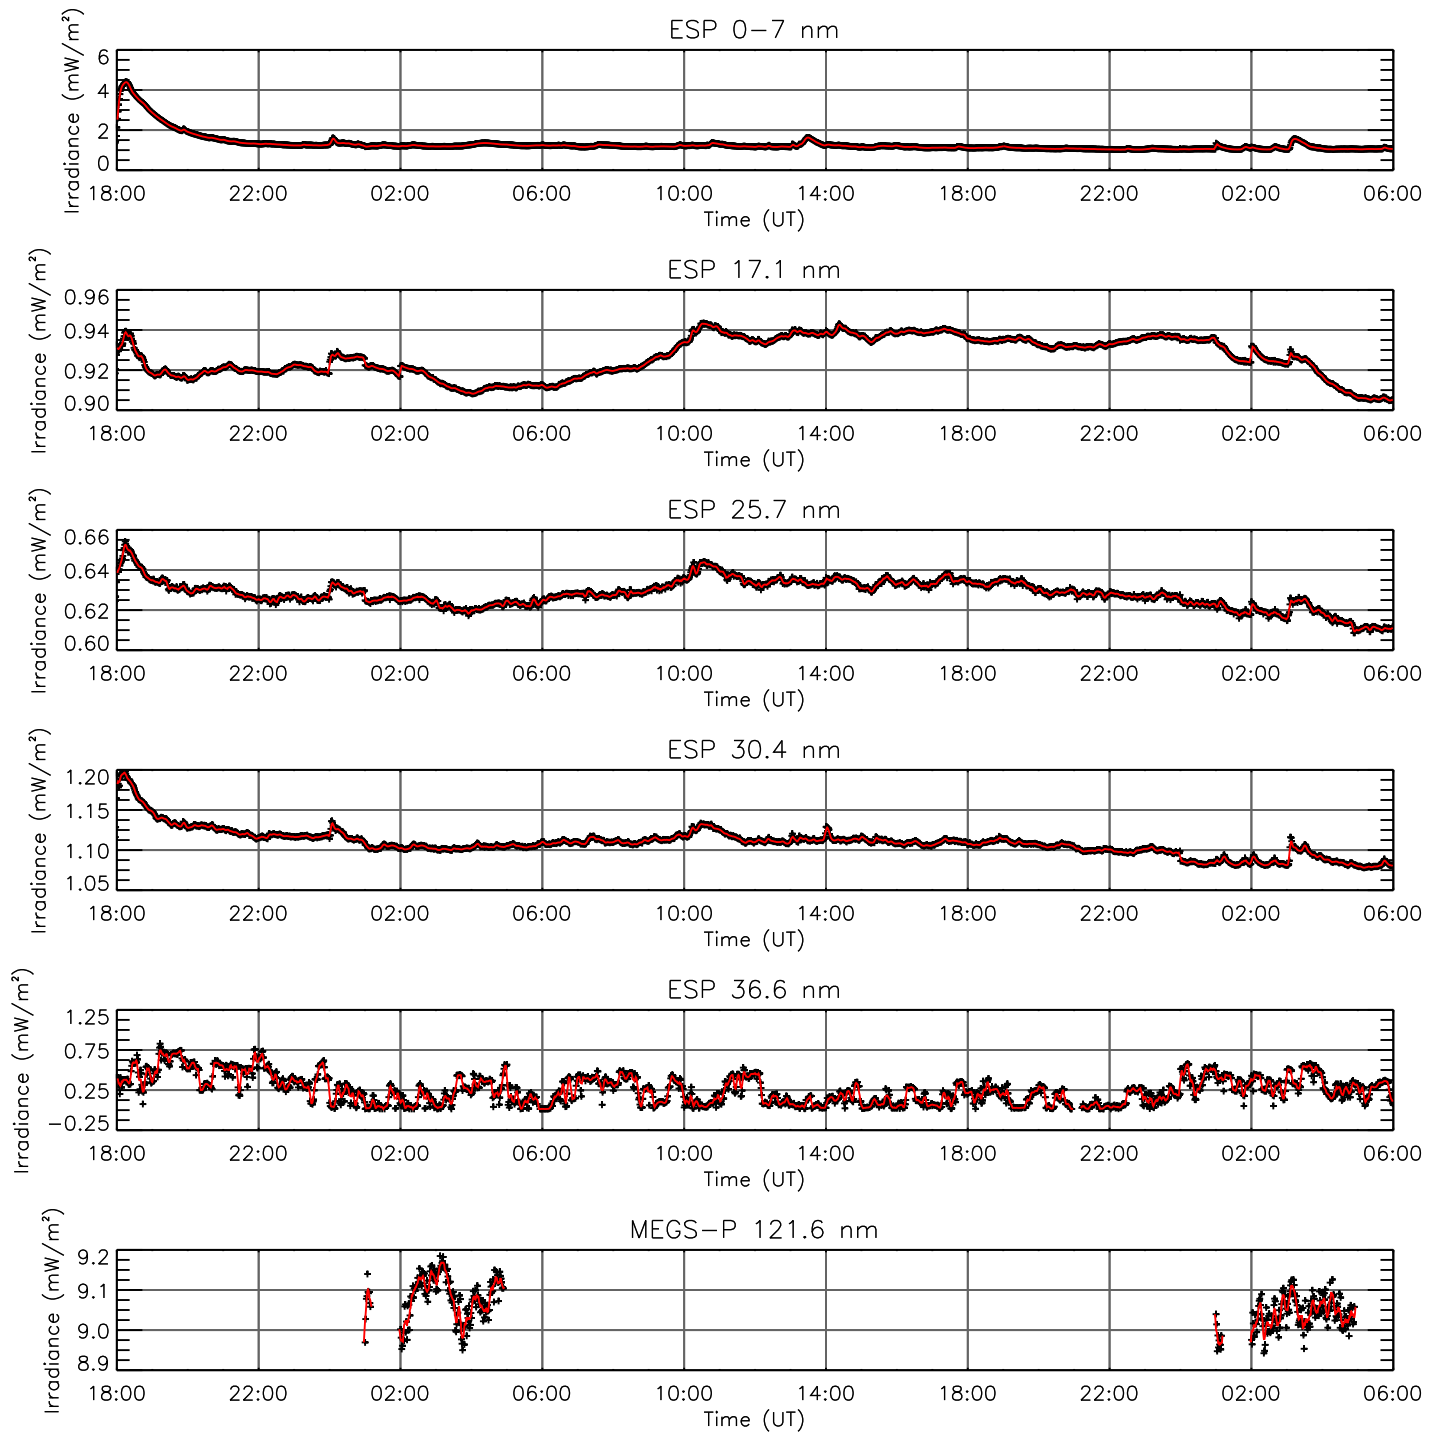 ESP 0-7 nm
Irradiance (mW/m²)
6
4
2
0
18:00 22:00 02:00 06:00 10:00 14:00 18:00 22:00 02:00 06:00
Time (UT)
ESP 17.1 nm
Irradiance (mW/m²)
0.96
0.94
0.92
0.90
18:00 22:00 02:00 06:00 10:00 14:00 18:00 22:00 02:00 06:00
Time (UT)
ESP 25.7 nm
Irradiance (mW/m²)
0.66
0.64
0.62
0.60
18:00 22:00 02:00 06:00 10:00 14:00 18:00 22:00 02:00 06:00
Time (UT)
ESP 30.4 nm
Irradiance (mW/m²)
1.20
1.15
1.10
1.05
18:00 22:00 02:00 06:00 10:00 14:00 18:00 22:00 02:00 06:00
Time (UT)
ESP 36.6 nm
Irradiance (mW/m²)
1.25
0.75
0.25
-0.25
18:00 22:00 02:00 06:00 10:00 14:00 18:00 22:00 02:00 06:00
Time (UT)
MEGS-P 121.6 nm
Irradiance (mW/m²)
9.2
9.1
9.0
8.9
18:00 22:00 02:00 06:00 10:00 14:00 18:00 22:00 02:00 06:00
Time (UT)